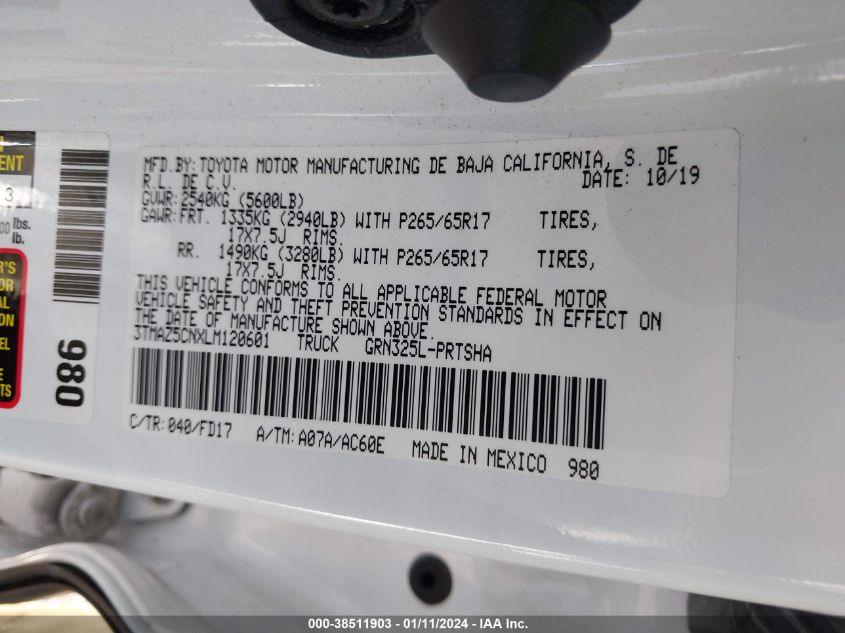 MFD.BY: TOYOTA MOTOR MANUFACTURING DE BAJA CALIFORNIA, S. DE
R.L. DE C.V. DATE: 10/19
GVWR: 2540KG (5600LB)
GAWR: FRT. 1335KG (2940LB) WITH P265/65R17 TIRES,
17X7.5J RIMS.
RR. 1490KG (3280LB) WITH P265/65R17 TIRES,
17X7.5J RIMS.
THIS VEHICLE CONFORMS TO ALL APPLICABLE FEDERAL MOTOR
VEHICLE SAFETY AND THEFT PREVENTION STANDARDS IN EFFECT ON
THE DATE OF MANUFACTURE SHOWN ABOVE.
3TMAZ5CNXLM120601 TRUCK GRN325L-PRTSHA
C/TR: 040/FD17 A/TM: A07A/AC60E MADE IN MEXICO 980
980
3
lbs.
lb.
000-38511903 / 01/11/2024 - IAA Inc.